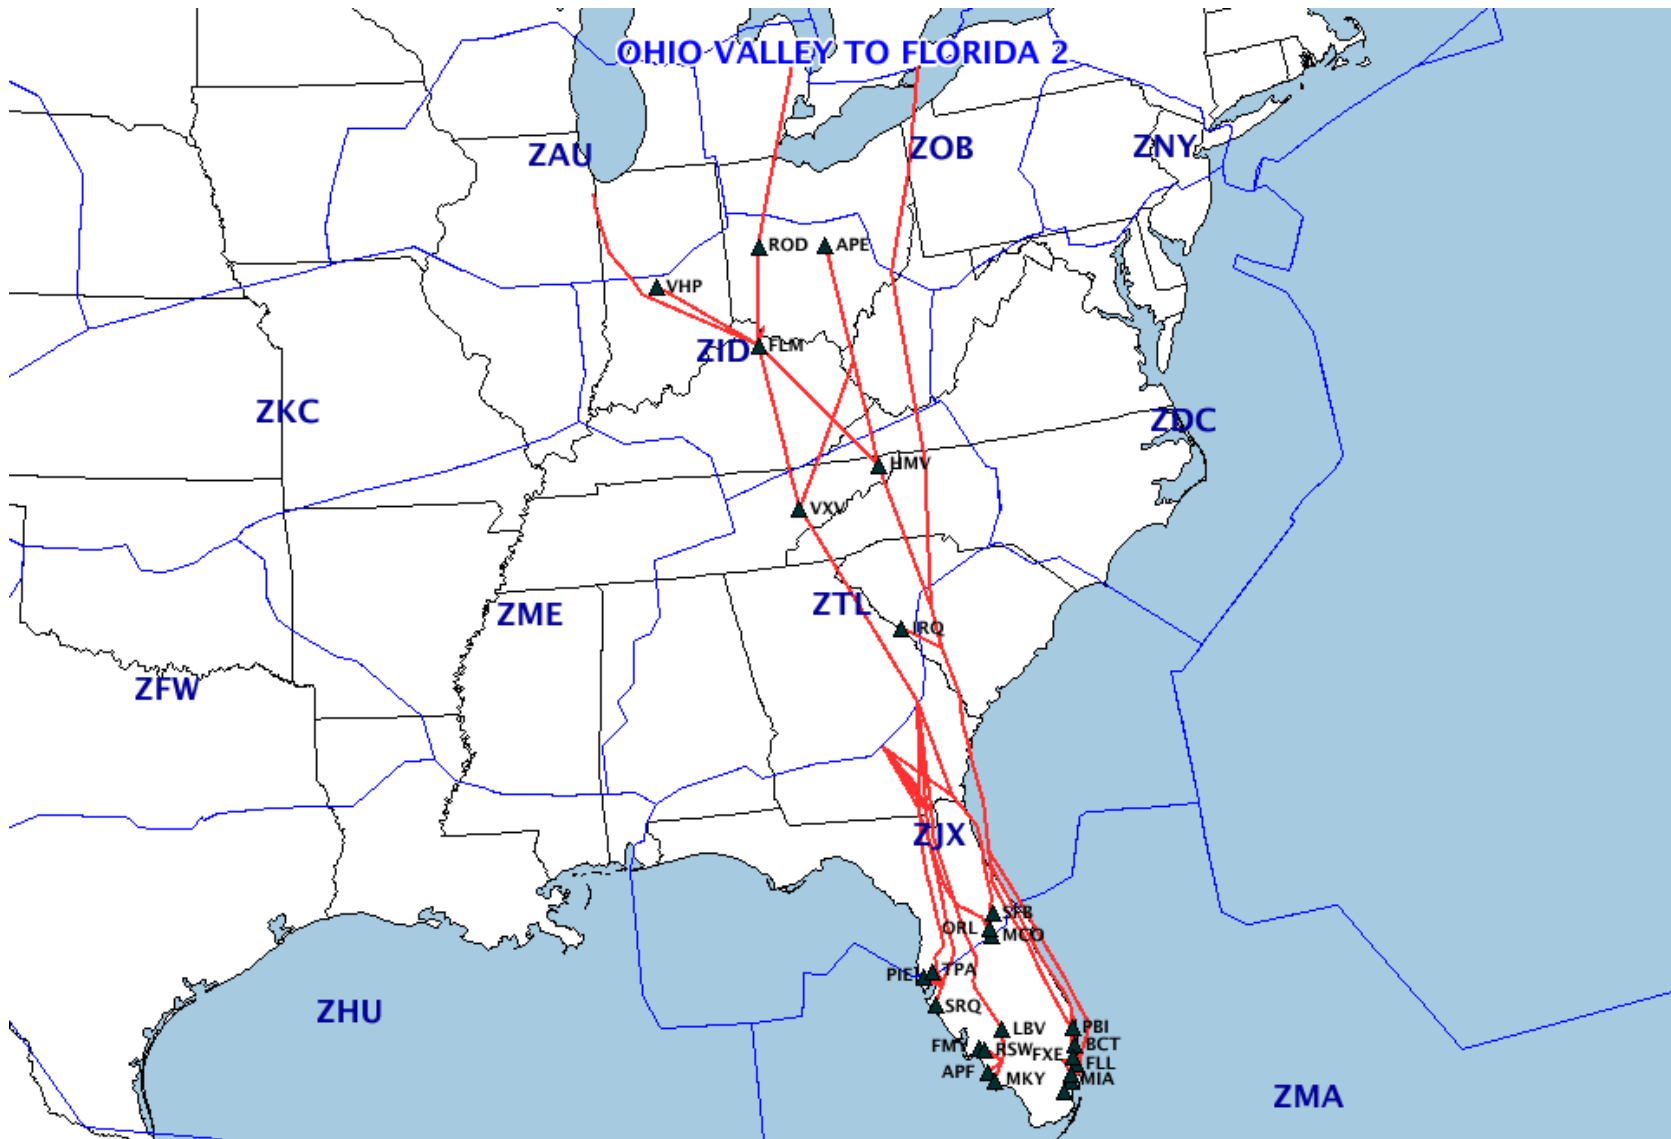 OHIO VALLEY TO FLORIDA 2
ZAU
ZOB
ZNY
ROD
APE
VHP
ZID
FLM
ZKC
ZDC
HMV
VXV
ZME
ZTL
IRQ
ZFW
ZJX
SFB
ORL
MCO
PIE
TPA
SRQ
ZHU
LBV
PBI
FMY
RSW
FXE
BCT
FLL
APF
MKY
MIA
ZMA